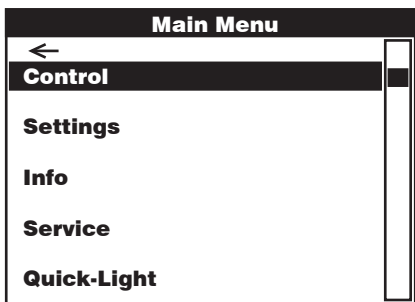 Main Menu
←
Control
Settings
Info
Service
Quick-Light